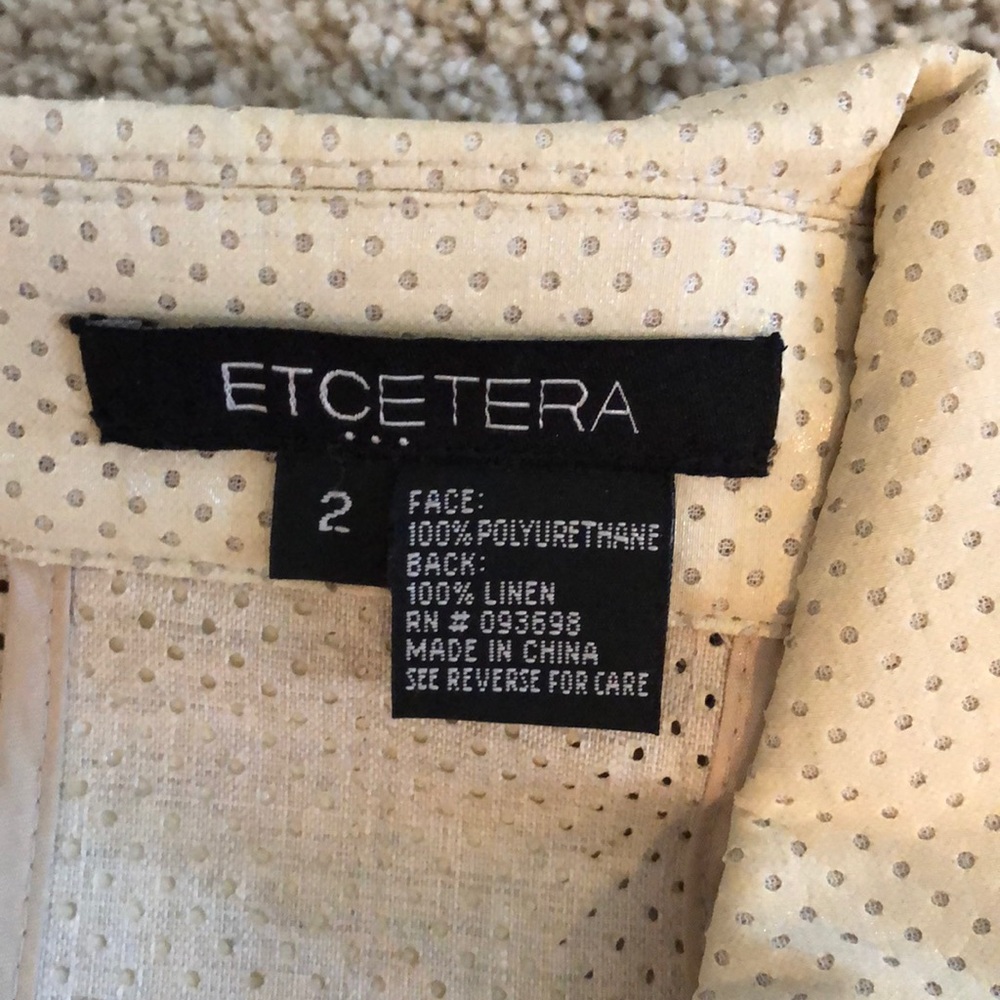 ETCETERA
...
2
FACE:
100% POLYURETHANE
BACK:
100% LINEN
RN # 093698
MADE IN CHINA
SEE REVERSE FOR CARE